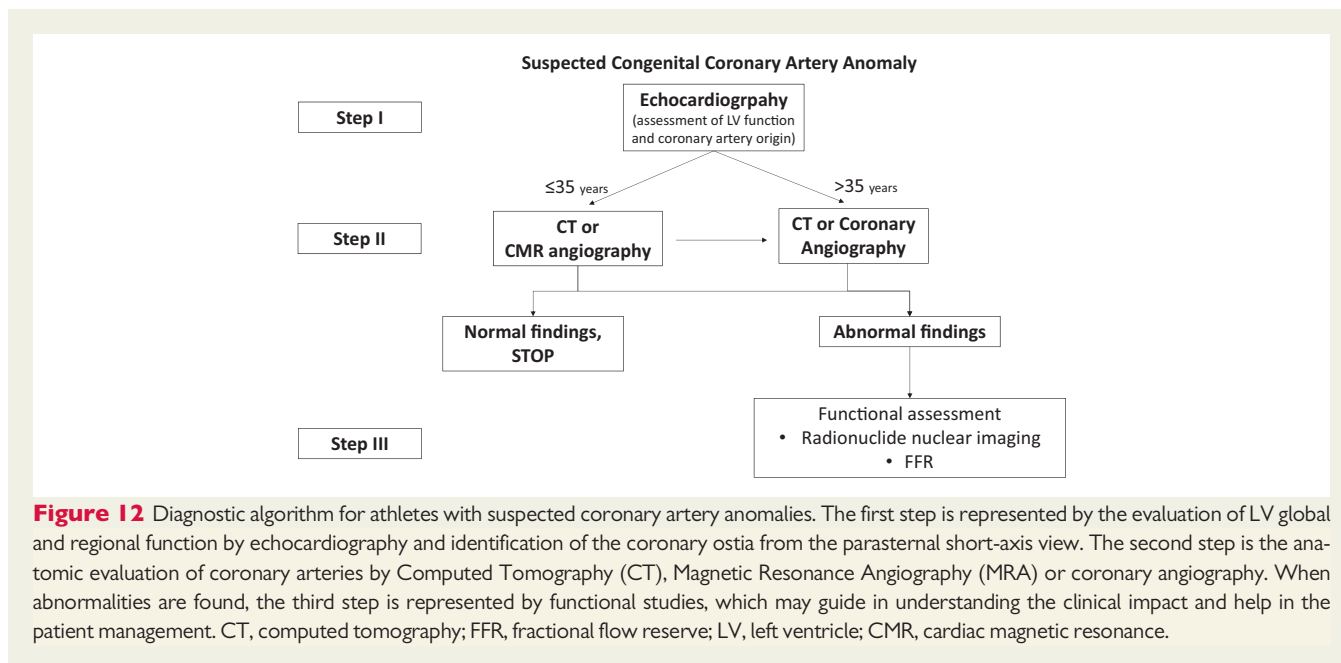 Suspected Congenital Coronary Artery Anomaly
Step I
Echocardiogrpahy
(assessment of LV function
and coronary artery origin)
≤35 years
>35 years
Step II
CT or
CMR angiography
CT or Coronary
Angiography
Normal findings,
STOP
Abnormal findings
Step III
Functional assessment
• Radionuclide nuclear imaging
• FFR
Figure 12 Diagnostic algorithm for athletes with suspected coronary artery anomalies. The first step is represented by the evaluation of LV global
and regional function by echocardiography and identification of the coronary ostia from the parasternal short-axis view. The second step is the ana-
tomic evaluation of coronary arteries by Computed Tomography (CT), Magnetic Resonance Angiography (MRA) or coronary angiography. When
abnormalities are found, the third step is represented by functional studies, which may guide in understanding the clinical impact and help in the
patient management. CT, computed tomography; FFR, fractional flow reserve; LV, left ventricle; CMR, cardiac magnetic resonance.